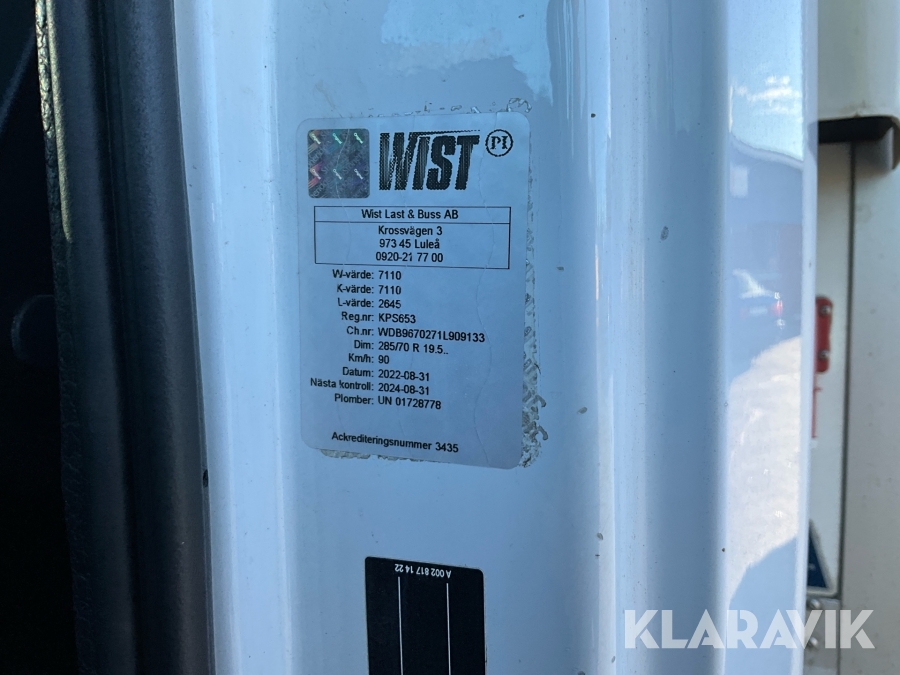 WIST PI
Wist Last & Buss AB
Krossvägen 3
973 45 Luleå
0920-21 77 00
W-värde: 7110
K-värde: 7110
L-värde: 2645
Reg.nr: KPS653
Ch.nr: WDB9670271L909133
Dim: 285/70 R 19.5..
Km/h: 90
Datum: 2022-08-31
Nästa kontroll: 2024-08-31
Plomber: UN 01728778
Ackrediteringsnummer 3435
A 002 817 14 22
KLARAVIK